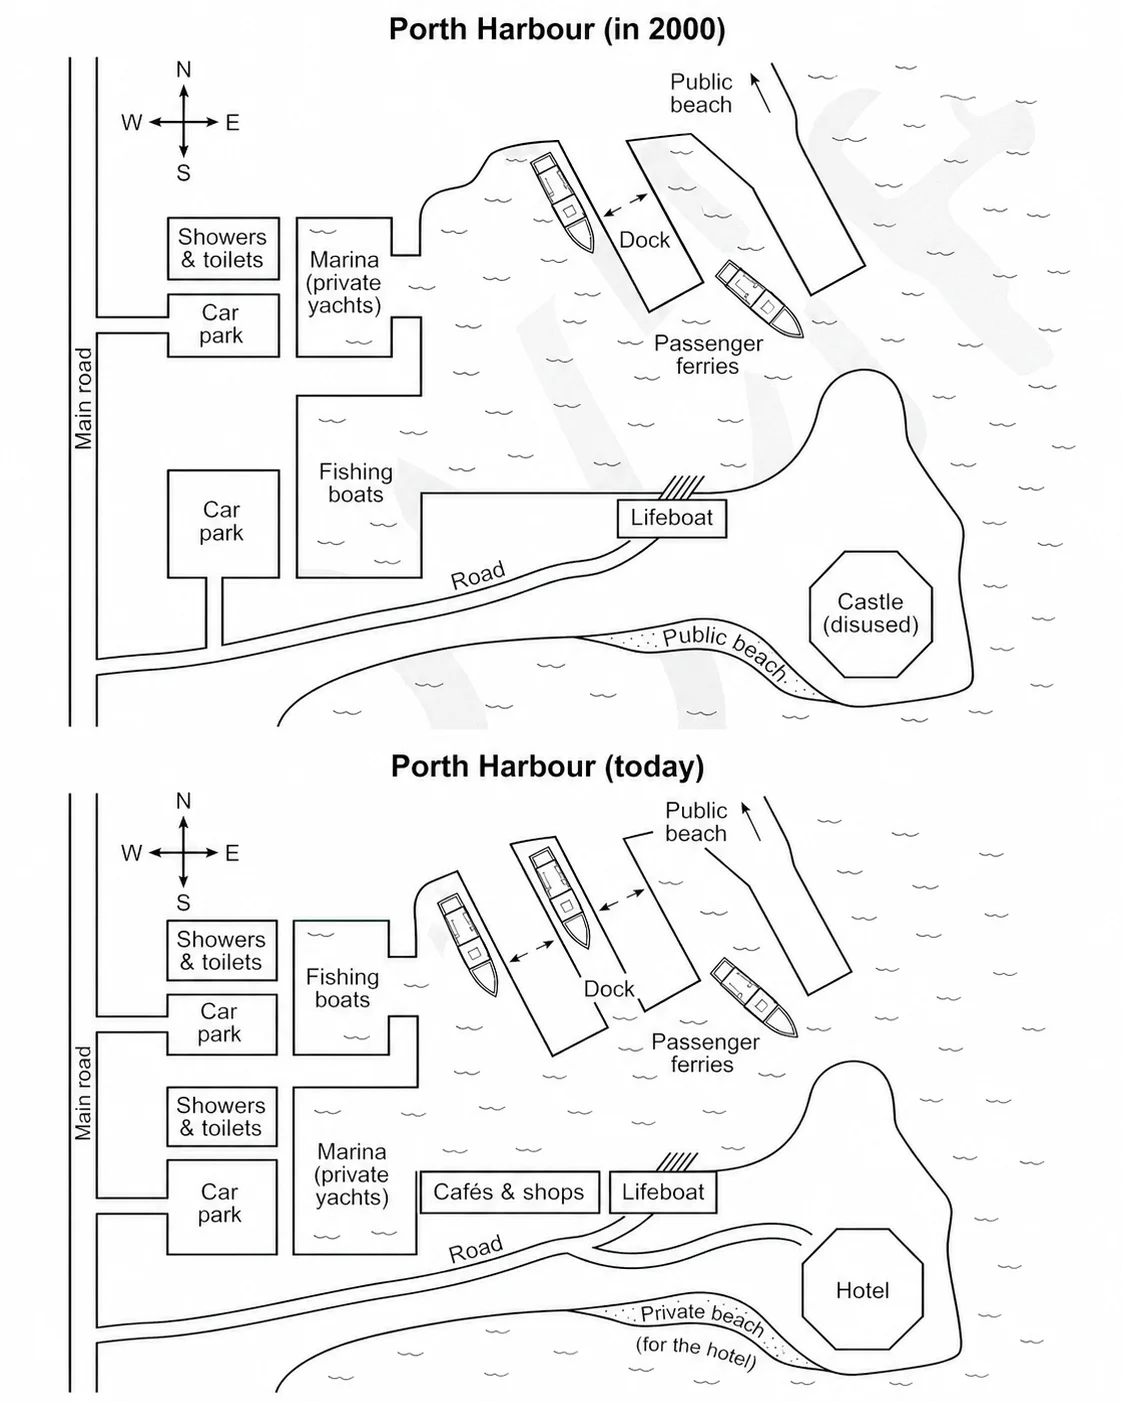 Porth Harbour (in 2000)
N
W
E
S
Public
beach
Showers
& toilets
Marina
(private
yachts)
Dock
Car
park
Passenger
ferries
Main road
Fishing
boats
Car
park
Lifeboat
Road
Castle
(disused)
Public beach
Porth Harbour (today)
N
W
E
S
Public
beach
Showers
& toilets
Fishing
boats
Dock
Car
park
Passenger
ferries
Main road
Showers
& toilets
Marina
(private
yachts)
Car
park
Cafés & shops
Lifeboat
Road
Hotel
Private beach
(for the hotel)